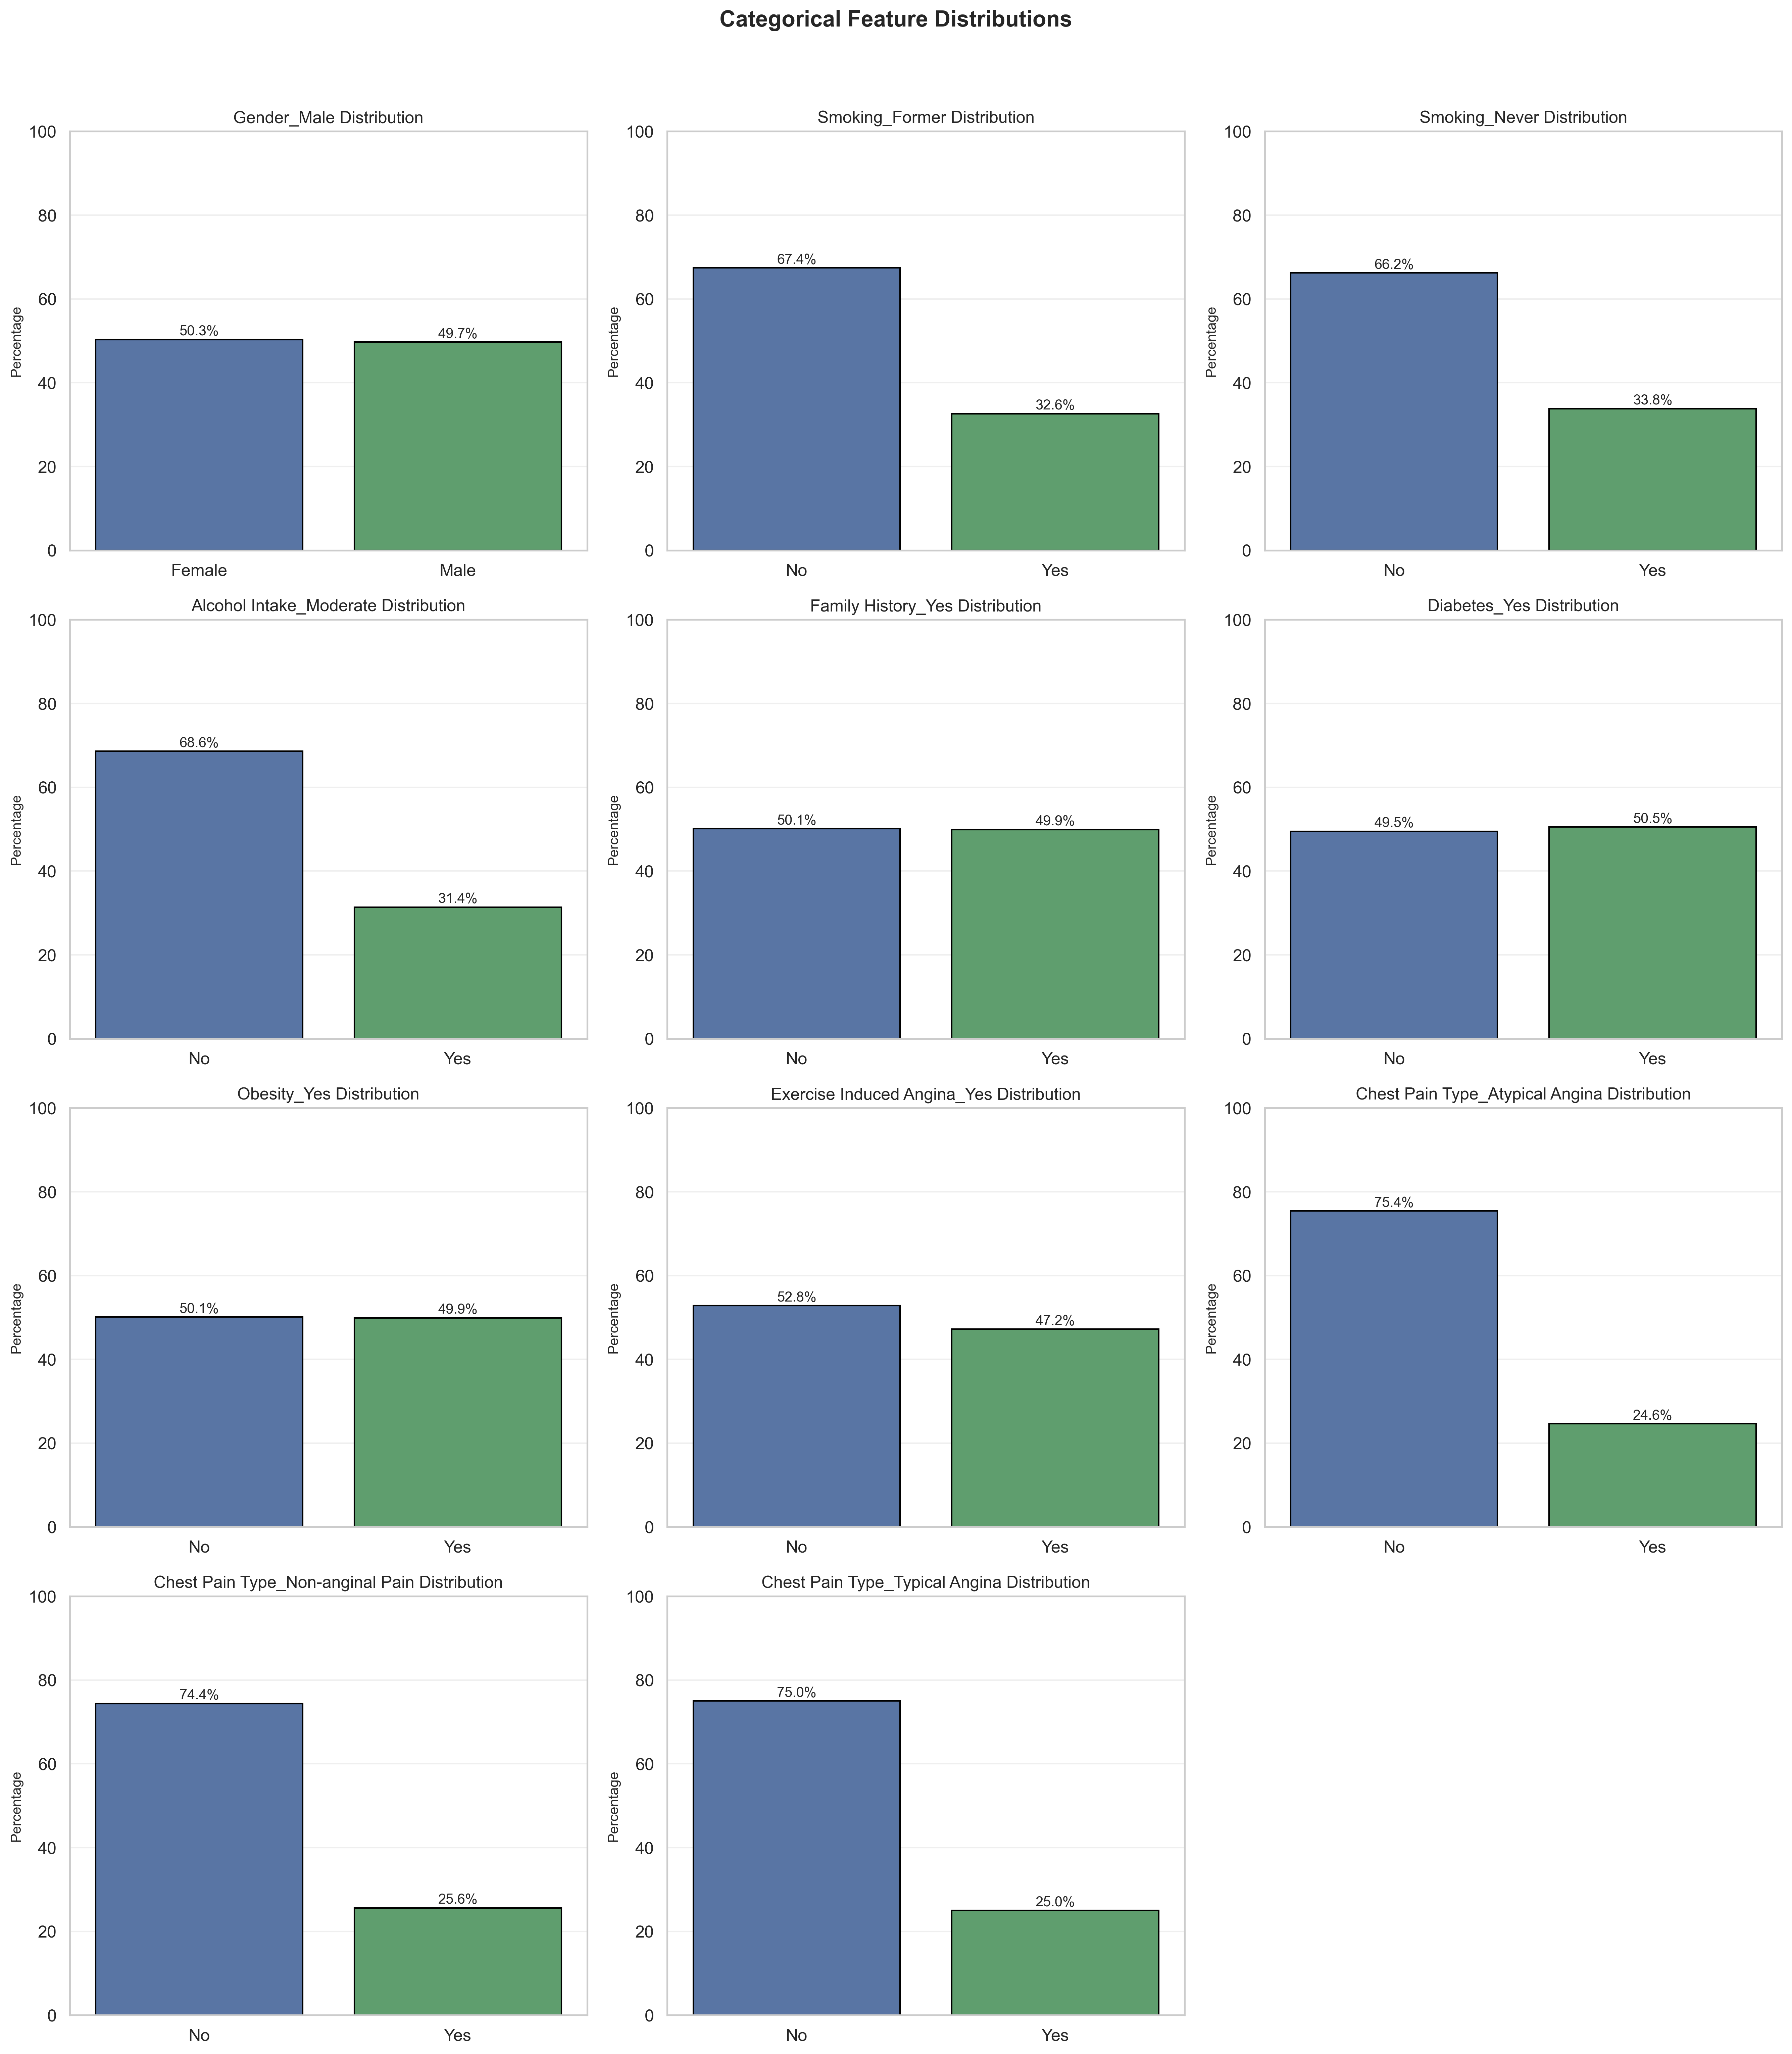 Categorical Feature Distributions
Gender_Male Distribution
100
80
60
40
20
0
Percentage
50.3%
49.7%
Female
Male
Smoking_Former Distribution
100
80
60
40
20
0
Percentage
67.4%
32.6%
No
Yes
Smoking_Never Distribution
100
80
60
40
20
0
Percentage
66.2%
33.8%
No
Yes
Alcohol Intake_Moderate Distribution
100
80
60
40
20
0
Percentage
68.6%
31.4%
No
Yes
Family History_Yes Distribution
100
80
60
40
20
0
Percentage
50.1%
49.9%
No
Yes
Diabetes_Yes Distribution
100
80
60
40
20
0
Percentage
49.5%
50.5%
No
Yes
Obesity_Yes Distribution
100
80
60
40
20
0
Percentage
50.1%
49.9%
No
Yes
Exercise Induced Angina_Yes Distribution
100
80
60
40
20
0
Percentage
52.8%
47.2%
No
Yes
Chest Pain Type_Atypical Angina Distribution
100
80
60
40
20
0
Percentage
75.4%
24.6%
No
Yes
Chest Pain Type_Non-anginal Pain Distribution
100
80
60
40
20
0
Percentage
74.4%
25.6%
No
Yes
Chest Pain Type_Typical Angina Distribution
100
80
60
40
20
0
Percentage
75.0%
25.0%
No
Yes